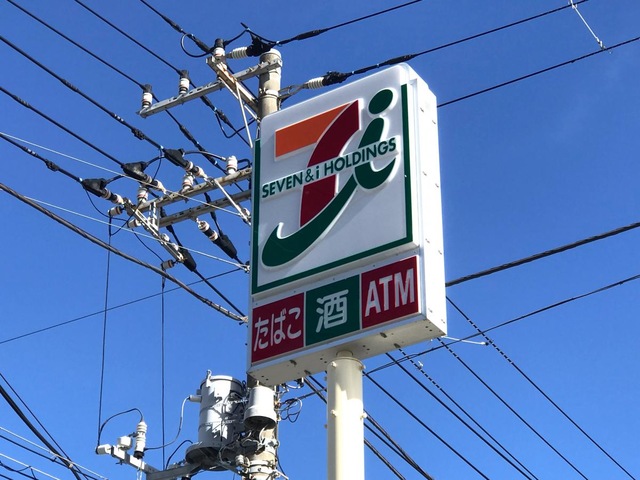 SEVEN & i HOLDINGS
たばこ 酒 ATM